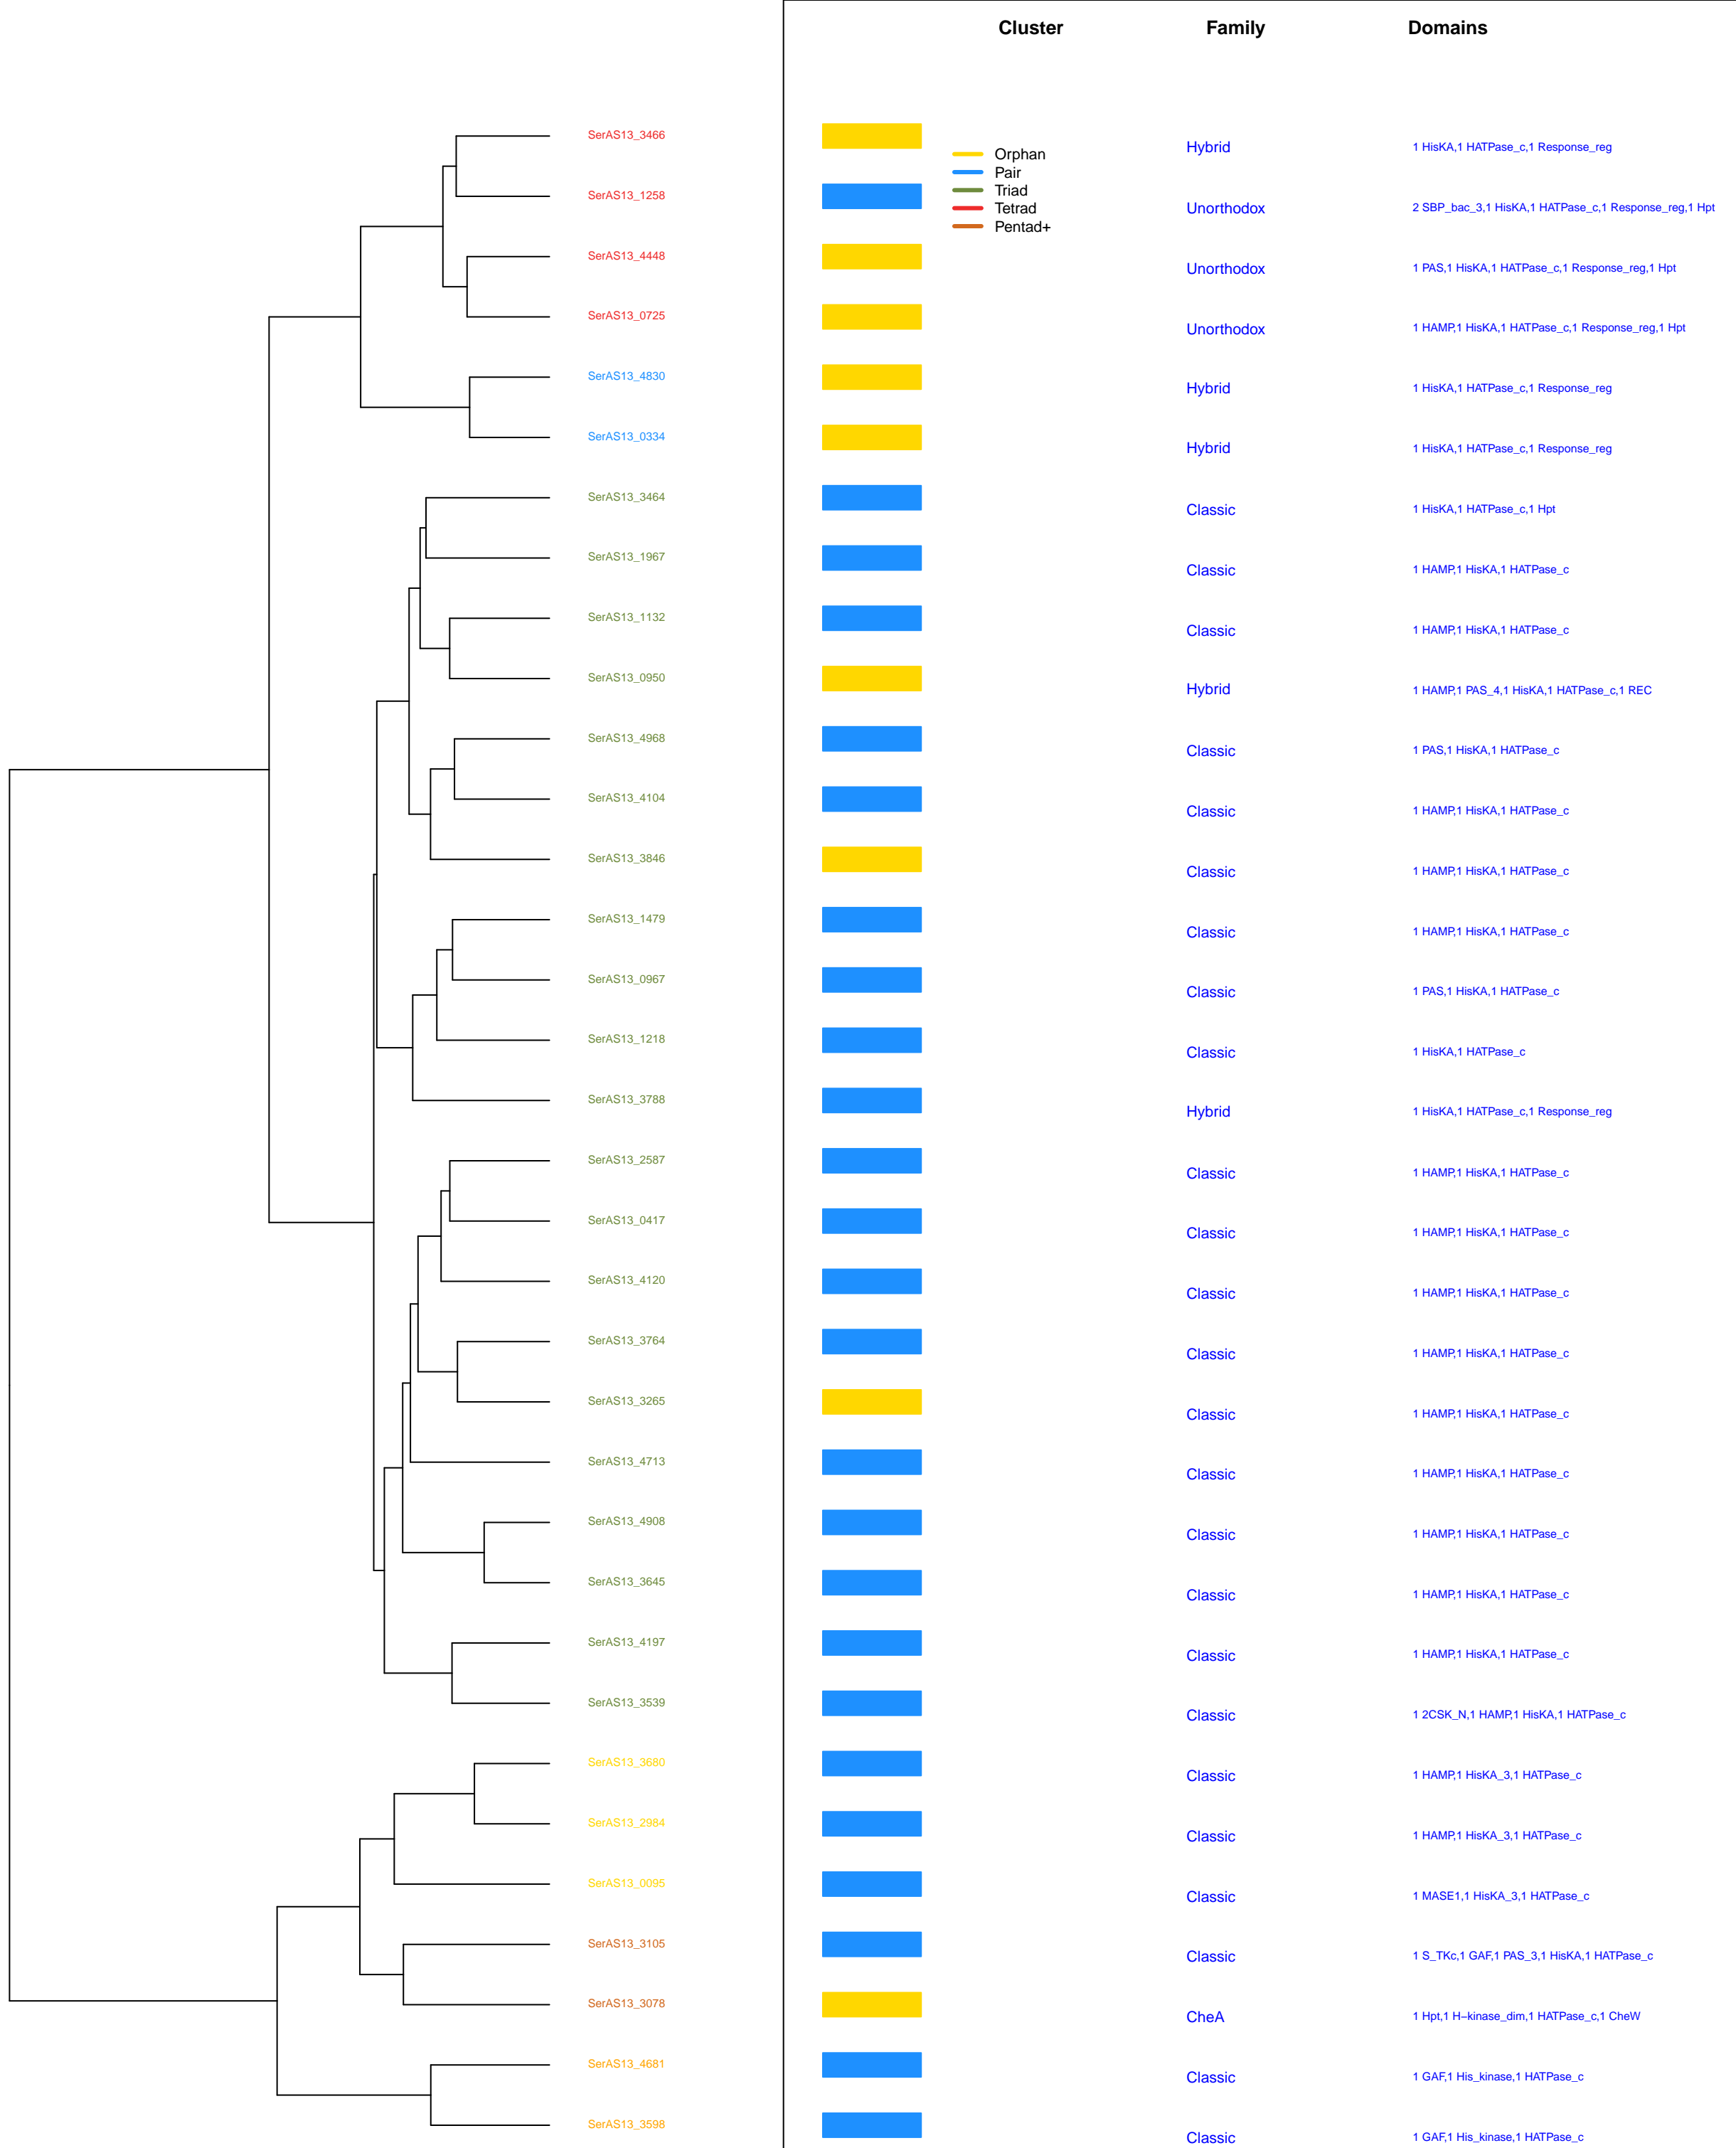 Cluster Family Domains
SerAS13_3466 Hybrid 1 HisKA,1 HATPase_c,1 Response_reg
Orphan
Pair
Triad
Tetrad
Pentad+
SerAS13_1258 Unorthodox 2 SBP_bac_3,1 HisKA,1 HATPase_c,1 Response_reg,1 Hpt
SerAS13_4448 Unorthodox 1 PAS,1 HisKA,1 HATPase_c,1 Response_reg,1 Hpt
SerAS13_0725 Unorthodox 1 HAMP,1 HisKA,1 HATPase_c,1 Response_reg,1 Hpt
SerAS13_4830 Hybrid 1 HisKA,1 HATPase_c,1 Response_reg
SerAS13_0334 Hybrid 1 HisKA,1 HATPase_c,1 Response_reg
SerAS13_3464 Classic 1 HisKA,1 HATPase_c,1 Hpt
SerAS13_1967 Classic 1 HAMP,1 HisKA,1 HATPase_c
SerAS13_1132 Classic 1 HAMP,1 HisKA,1 HATPase_c
SerAS13_0950 Hybrid 1 HAMP,1 PAS_4,1 HisKA,1 HATPase_c,1 REC
SerAS13_4968 Classic 1 PAS,1 HisKA,1 HATPase_c
SerAS13_4104 Classic 1 HAMP,1 HisKA,1 HATPase_c
SerAS13_3846 Classic 1 HAMP,1 HisKA,1 HATPase_c
SerAS13_1479 Classic 1 HAMP,1 HisKA,1 HATPase_c
SerAS13_0967 Classic 1 PAS,1 HisKA,1 HATPase_c
SerAS13_1218 Classic 1 HisKA,1 HATPase_c
SerAS13_3788 Hybrid 1 HisKA,1 HATPase_c,1 Response_reg
SerAS13_2587 Classic 1 HAMP,1 HisKA,1 HATPase_c
SerAS13_0417 Classic 1 HAMP,1 HisKA,1 HATPase_c
SerAS13_4120 Classic 1 HAMP,1 HisKA,1 HATPase_c
SerAS13_3764 Classic 1 HAMP,1 HisKA,1 HATPase_c
SerAS13_3265 Classic 1 HAMP,1 HisKA,1 HATPase_c
SerAS13_4713 Classic 1 HAMP,1 HisKA,1 HATPase_c
SerAS13_4908 Classic 1 HAMP,1 HisKA,1 HATPase_c
SerAS13_3645 Classic 1 HAMP,1 HisKA,1 HATPase_c
SerAS13_4197 Classic 1 HAMP,1 HisKA,1 HATPase_c
SerAS13_3539 Classic 1 2CSK_N,1 HAMP,1 HisKA,1 HATPase_c
SerAS13_3680 Classic 1 HAMP,1 HisKA_3,1 HATPase_c
SerAS13_2984 Classic 1 HAMP,1 HisKA_3,1 HATPase_c
SerAS13_0095 Classic 1 MASE1,1 HisKA_3,1 HATPase_c
SerAS13_3105 Classic 1 S_TKc,1 GAF,1 PAS_3,1 HisKA,1 HATPase_c
SerAS13_3078 CheA 1 Hpt,1 H−kinase_dim,1 HATPase_c,1 CheW
SerAS13_4681 Classic 1 GAF,1 His_kinase,1 HATPase_c
SerAS13_3598 Classic 1 GAF,1 His_kinase,1 HATPase_c